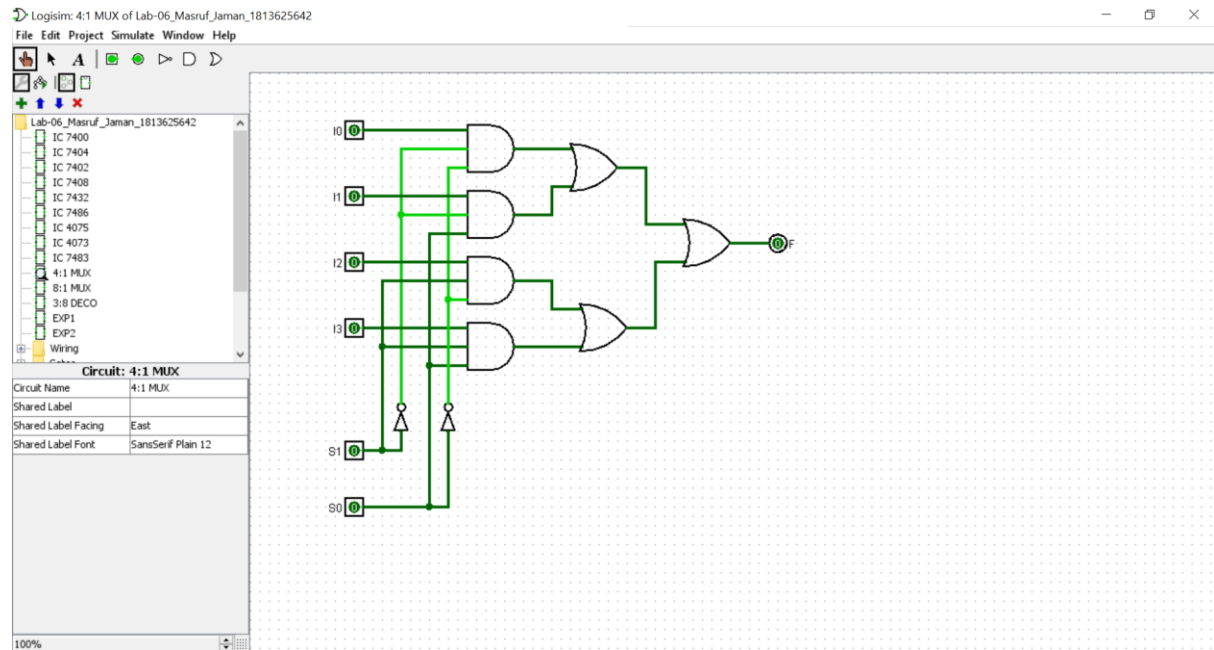 Logisim: 4:1 MUX of Lab-06_Masruf_Jaman_1813625642
File Edit Project Simulate Window Help
A
Lab-06_Masruf_Jaman_1813625642
IC 7400
IC 7404
IC 7402
IC 7408
IC 7432
IC 7486
IC 4075
IC 4073
IC 7483
4:1 MUX
8:1 MUX
3:8 DECO
EXP1
EXP2
Wiring
Circuit: 4:1 MUX
Circuit Name 4:1 MUX
Shared Label
Shared Label Facing East
Shared Label Font SansSerif Plain 12
100%
I0 0
I1 0
I2 0
I3 0
0 F
S1 0
S0 0